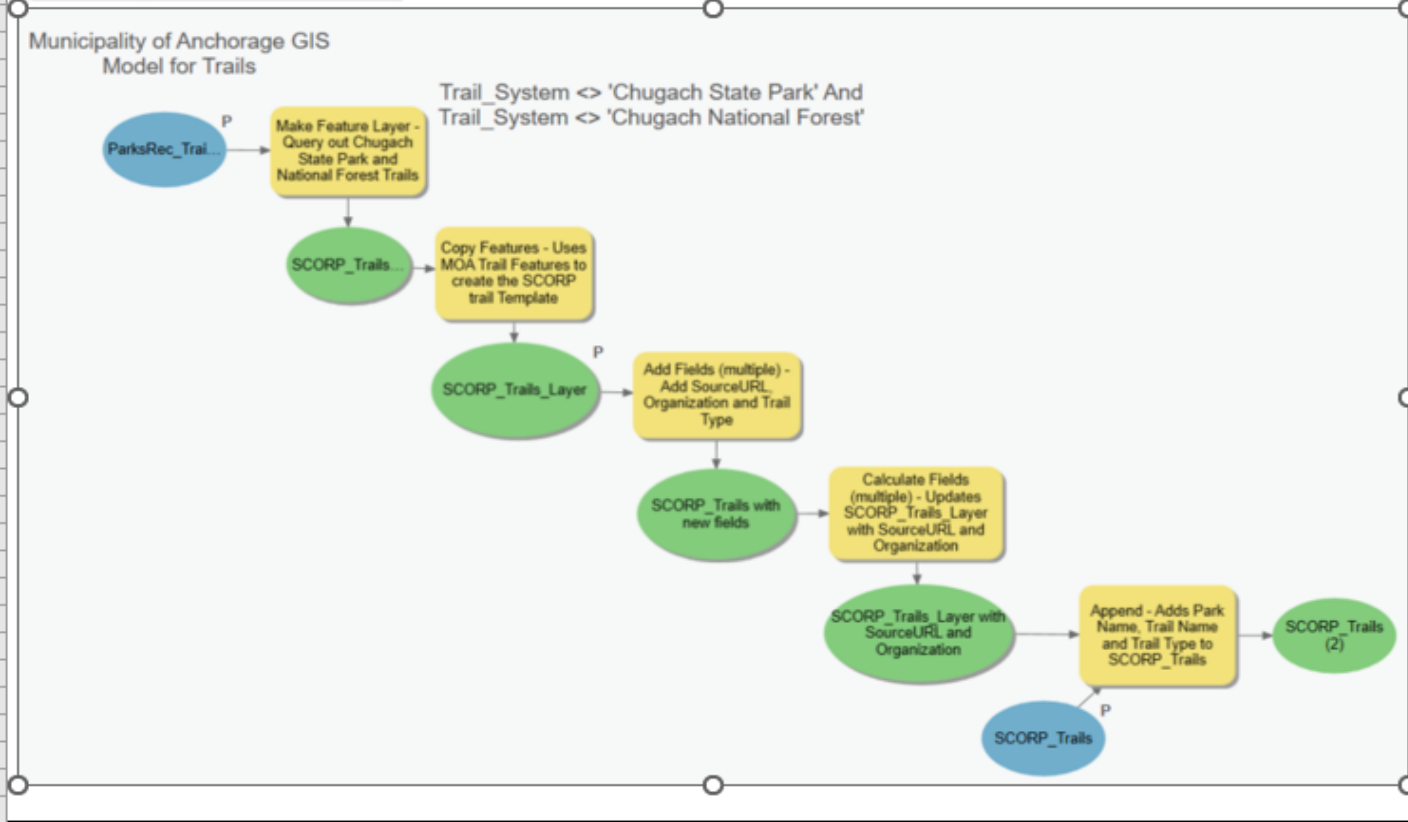 Municipality of Anchorage GIS
Model for Trails
Trail_System <> 'Chugach State Park' And
Trail_System <> 'Chugach National Forest'
P
ParksRec_Trai...
Make Feature Layer -
Query out Chugach
State Park and
National Forest Trails
SCORP_Trails...
Copy Features - Uses
MOA Trail Features to
create the SCORP
trail Template
SCORP_Trails_Layer
P
Add Fields (multiple) -
Add SourceURL,
Organization and Trail
Type
SCORP_Trails with
new fields
Calculate Fields
(multiple) - Updates
SCORP_Trails_Layer
with SourceURL and
Organization
SCORP_Trails_Layer with
SourceURL and
Organization
Append - Adds Park
Name, Trail Name
and Trail Type to
SCORP_Trails
SCORP_Trails
(2)
P
SCORP_Trails